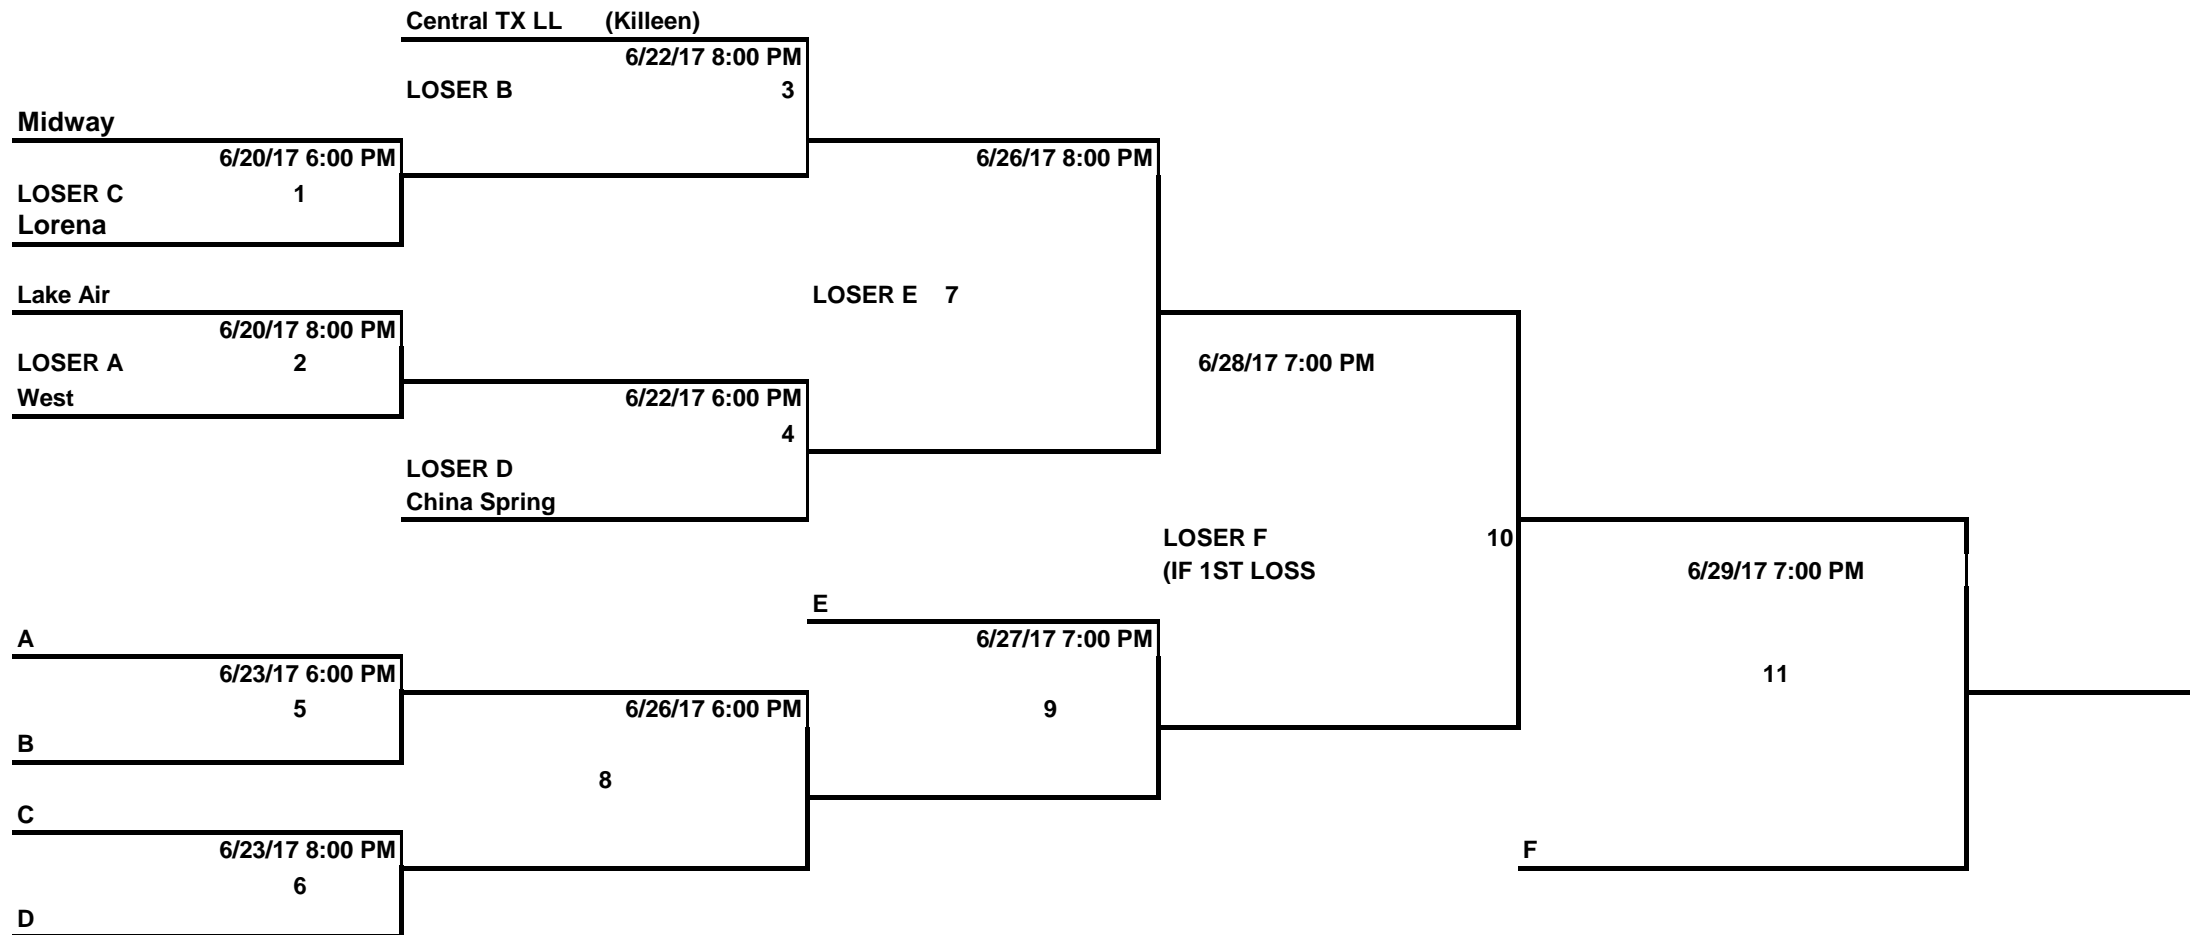 Central TX LL (Killeen)
6/22/17 8:00 PM
LOSER B 3
Midway
6/20/17 6:00 PM 6/26/17 8:00 PM
LOSER C 1
Lorena
Lake Air LOSER E 7
6/20/17 8:00 PM
LOSER A 2 6/28/17 7:00 PM
West 6/22/17 6:00 PM
4
LOSER D
China Spring
LOSER F 10
(IF 1ST LOSS 6/29/17 7:00 PM
E
A 6/27/17 7:00 PM
6/23/17 6:00 PM 11
5 6/26/17 6:00 PM 9
B
8
C
6/23/17 8:00 PM F
6
D